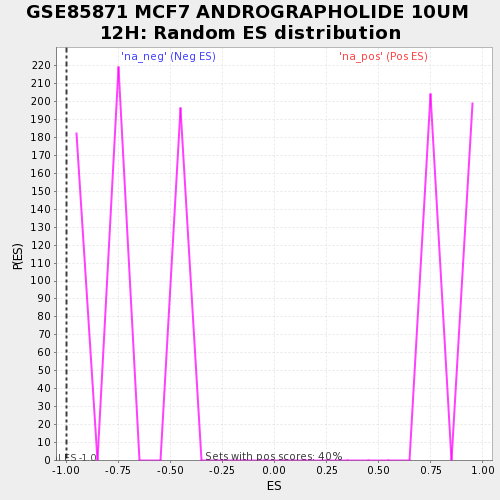 GSE85871 MCF7 ANDROGRAPHOLIDE 10UM
12H: Random ES distribution
'na_neg' (Neg ES)
'na_pos' (Pos ES)
220
210
200
190
180
170
160
150
140
130
120
110
100
90
80
70
60
50
40
30
20
10
0
P(ES)
Sets with pos scores: 40%
-1.00 -0.75 -0.50 -0.25 0.00 0.25 0.50 0.75 1.00
ES